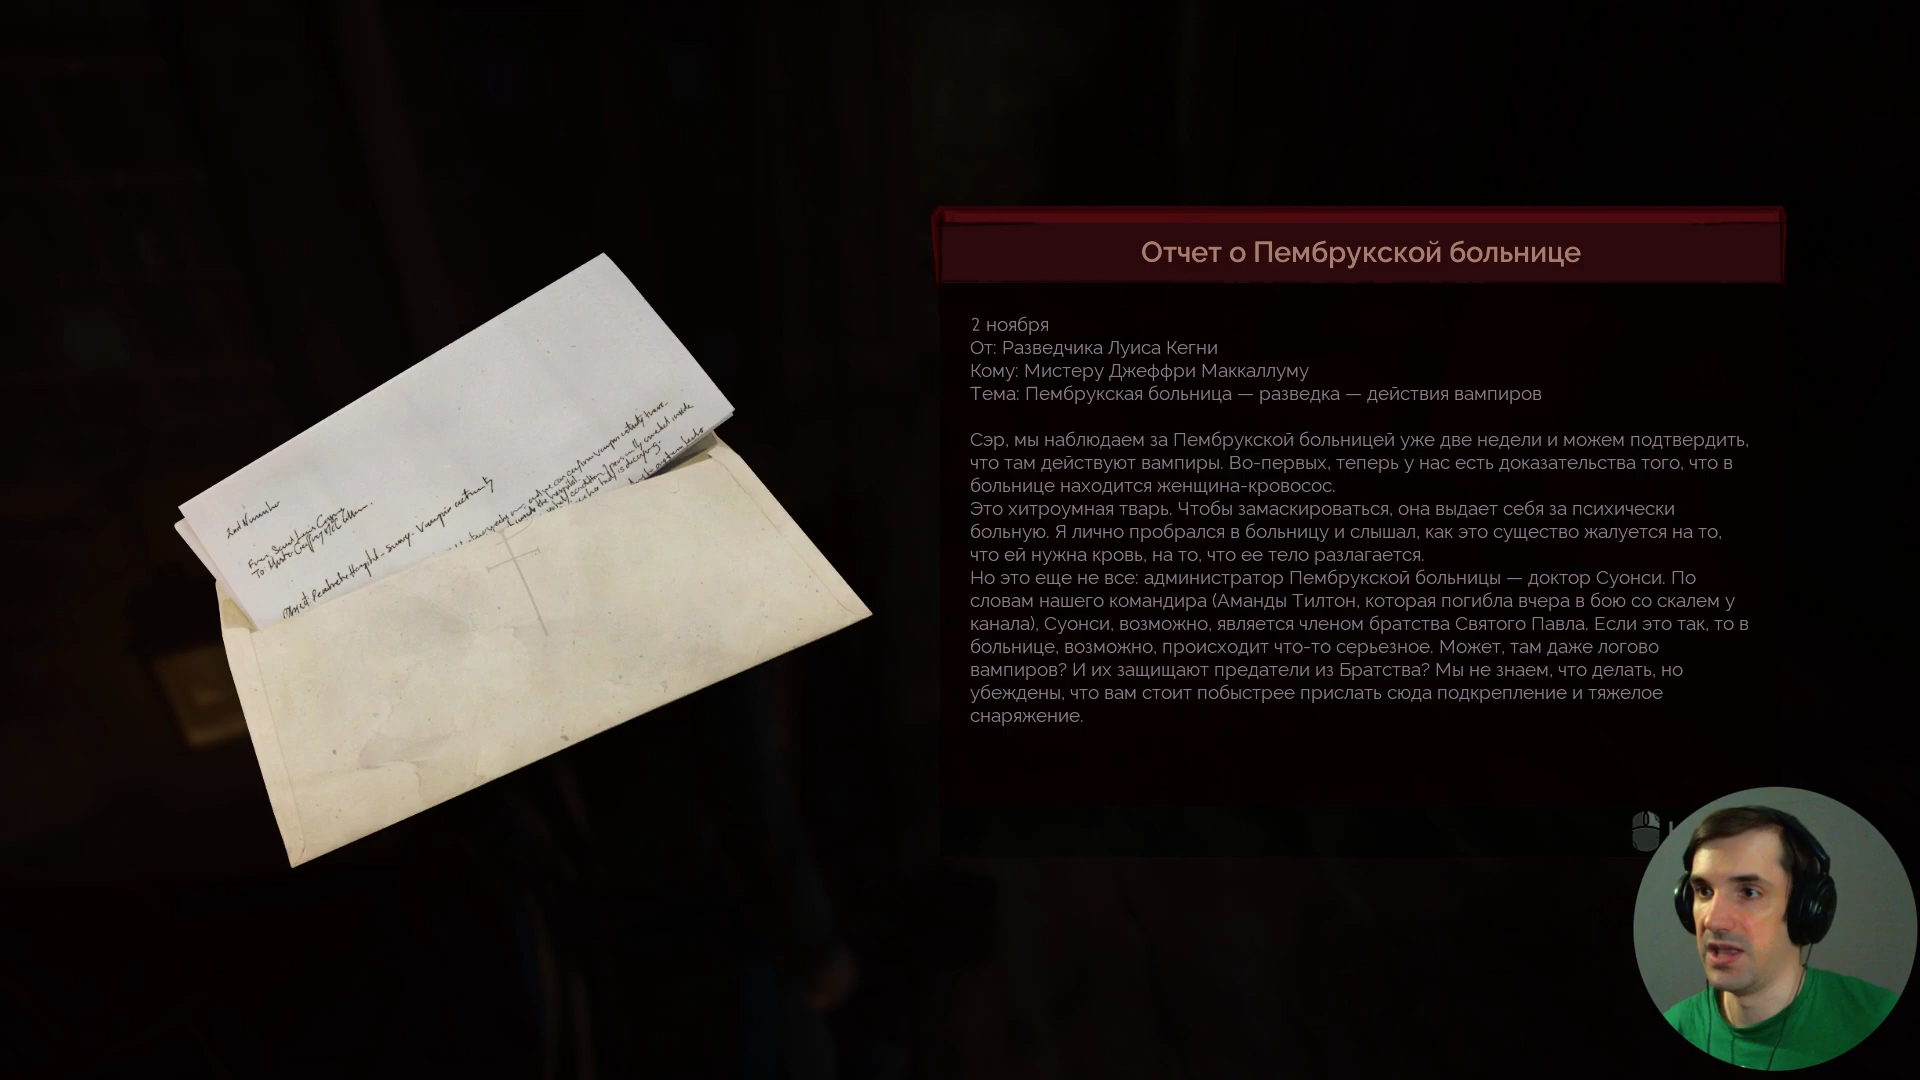 Отчет о Пембрукской больнице
2 ноября
От: Разведчика Луиса Кегни
Кому: Мистеру Джеффри Маккаллуму
Тема: Пембрукская больница — разведка — действия вампиров
Сэр, мы наблюдаем за Пембрукской больницей уже две недели и можем подтвердить,
что там действуют вампиры. Во-первых, теперь у нас есть доказательства того, что в
больнице находится женщина-кровосос.
Это хитроумная тварь. Чтобы замаскироваться, она выдает себя за психически
больную. Я лично пробрался в больницу и слышал, как это существо жалуется на то,
что ей нужна кровь, на то, что ее тело разлагается.
Но это еще не все: администратор Пембрукской больницы — доктор Суонси. По
словам нашего командира (Аманды Тилтон, которая погибла вчера в бою со скалем у
канала), Суонси, возможно, является членом братства Святого Павла. Если это так, то в
больнице, возможно, происходит что-то серьезное. Может, там даже логово
вампиров? И их защищают предатели из Братства? Мы не знаем, что делать, но
убеждены, что вам стоит побыстрее прислать сюда подкрепление и тяжелое
снаряжение.